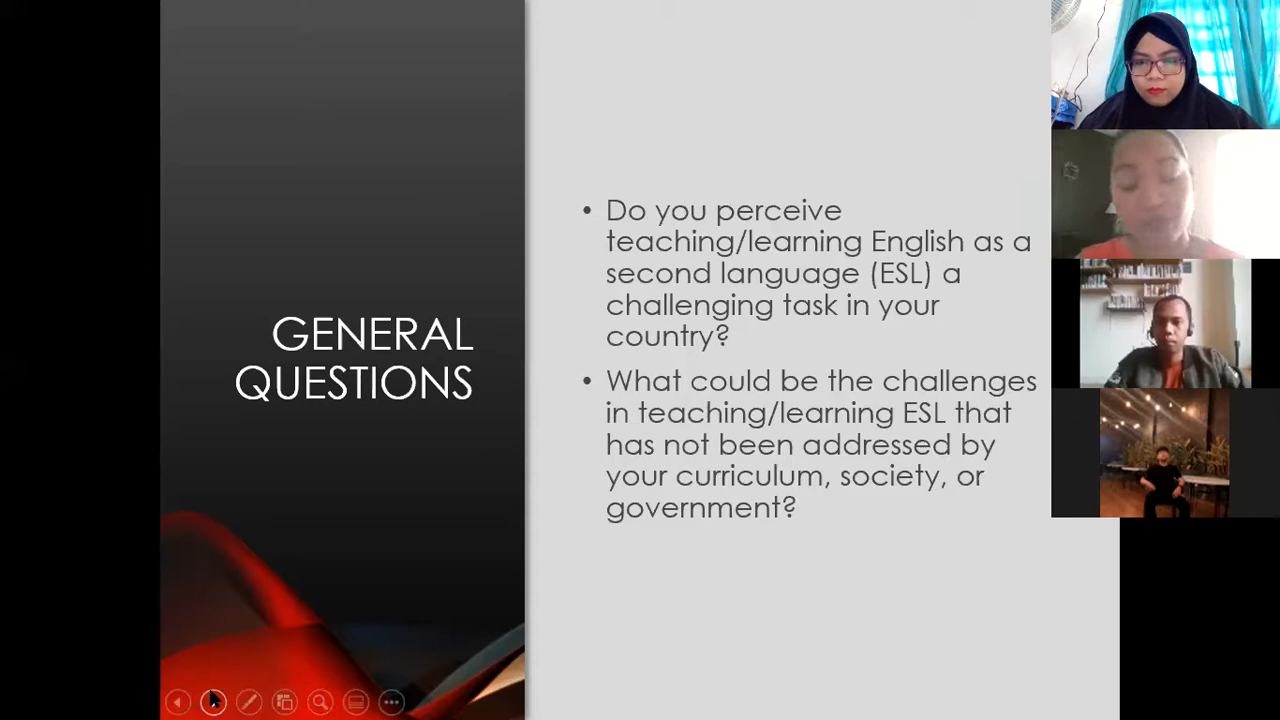 GENERAL
QUESTIONS
• Do you perceive
teaching/learning English as a
second language (ESL) a
challenging task in your
country?
• What could be the challenges
in teaching/learning ESL that
has not been addressed by
your curriculum, society, or
government?